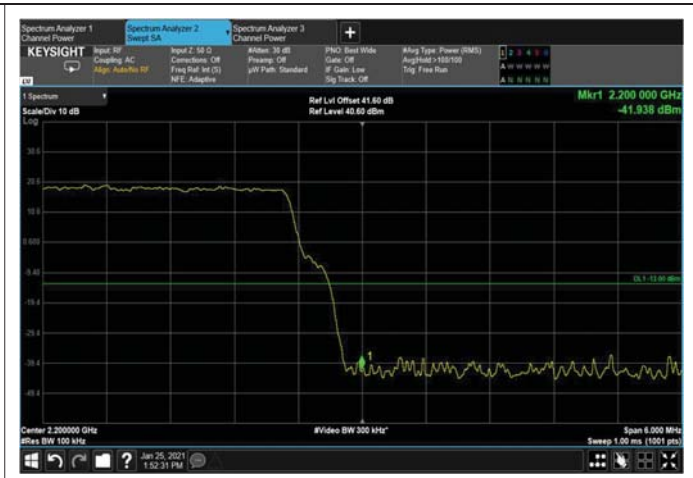 Spectrum Analyzer 1
Channel Power
Spectrum Analyzer 2
Swept SA
Spectrum Analyzer 3
Channel Power
KEYSIGHT
Input: RF
Coupling: AC
Align: Auto/No RF
Input Z: 50 Ω
Corrections: Off
Freq Ref: Int (S)
NFE: Adaptive
#Atten: 30 dB
Preamp: Off
µW Path: Standard
PNO: Best Wide
Gate: Off
IF Gain: Low
Sig Track: Off
#Avg Type: Power (RMS)
Avg|Hold:>100/100
Trig: Free Run
1 2 3 4 5 6
A W W W W W
A N N N N N
1 Spectrum
Scale/Div 10 dB
Log
Ref Lvl Offset 41.60 dB
Ref Level 40.60 dBm
Mkr1 2.200 000 GHz
-41.938 dBm
30.6
20.6
10.6
0.600
-9.40
DL1 -13.00 dBm
-19.4
-29.4
-39.4
1
-49.4
Center 2.200000 GHz
#Video BW 300 kHz*
Span 6.000 MHz
#Res BW 100 kHz
Sweep 1.00 ms (1001 pts)
Jan 25, 2021
1:52:31 PM